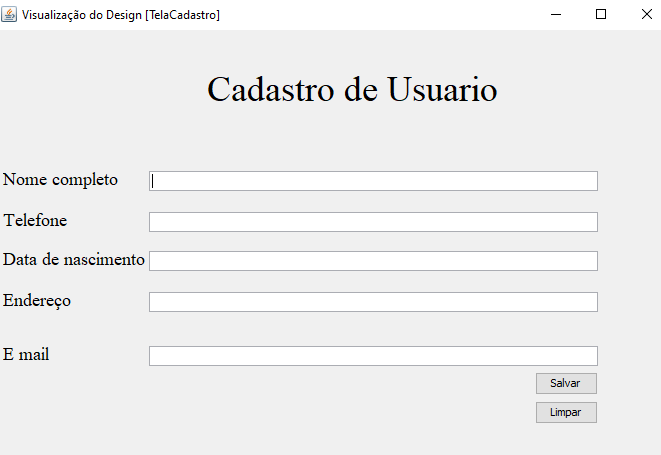 Visualização do Design [TelaCadastro]
Cadastro de Usuario
Nome completo
Telefone
Data de nascimento
Endereço
E mail
Salvar
Limpar